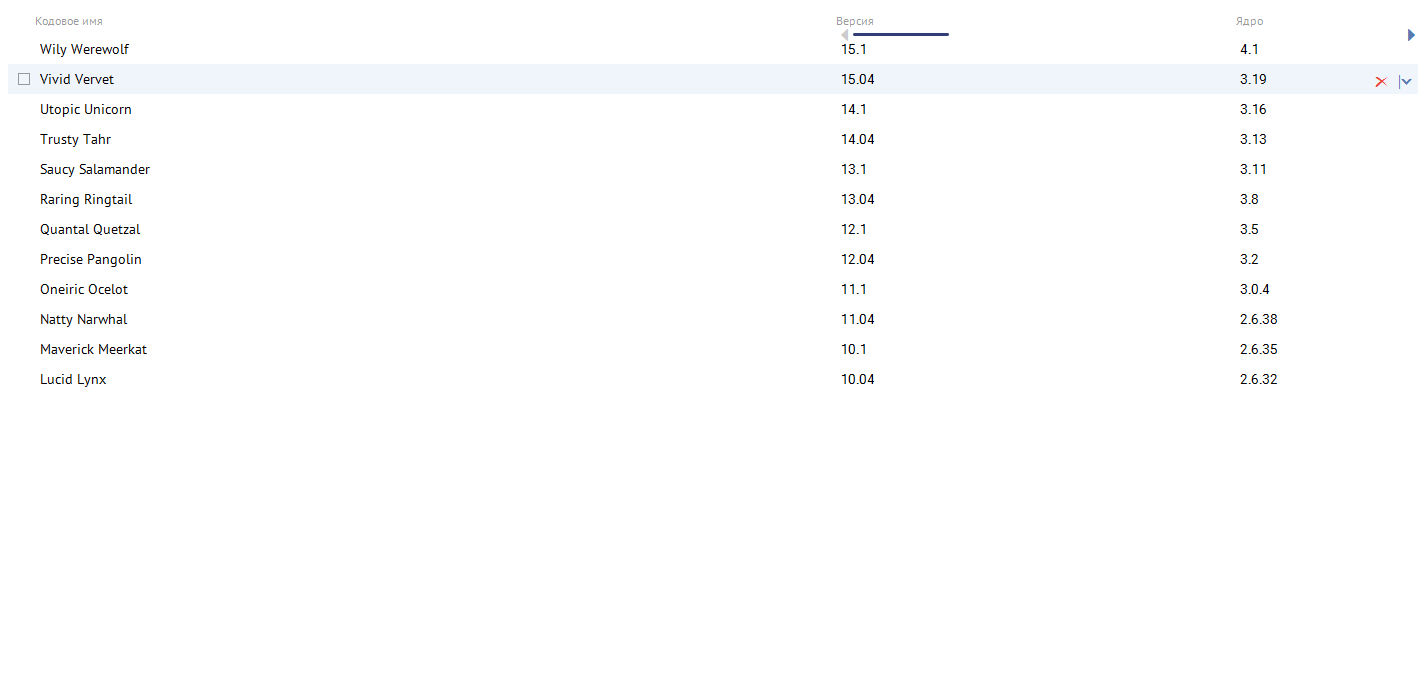 Кодовое имя Версия Ядро
Wily Werewolf 15.1 4.1
Vivid Vervet 15.04 3.19
Utopic Unicorn 14.1 3.16
Trusty Tahr 14.04 3.13
Saucy Salamander 13.1 3.11
Raring Ringtail 13.04 3.8
Quantal Quetzal 12.1 3.5
Precise Pangolin 12.04 3.2
Oneiric Ocelot 11.1 3.0.4
Natty Narwhal 11.04 2.6.38
Maverick Meerkat 10.1 2.6.35
Lucid Lynx 10.04 2.6.32